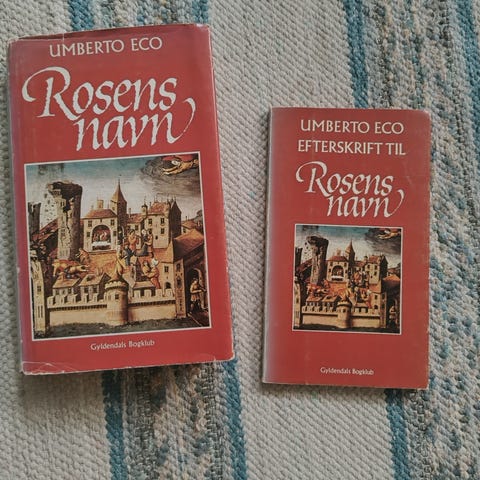 UMBERTO ECO
Rosens
navn
Gyldendals Bogklub
UMBERTO ECO
EFTERSKRIFT TIL
Rosens
navn
Gyldendals Bogklub